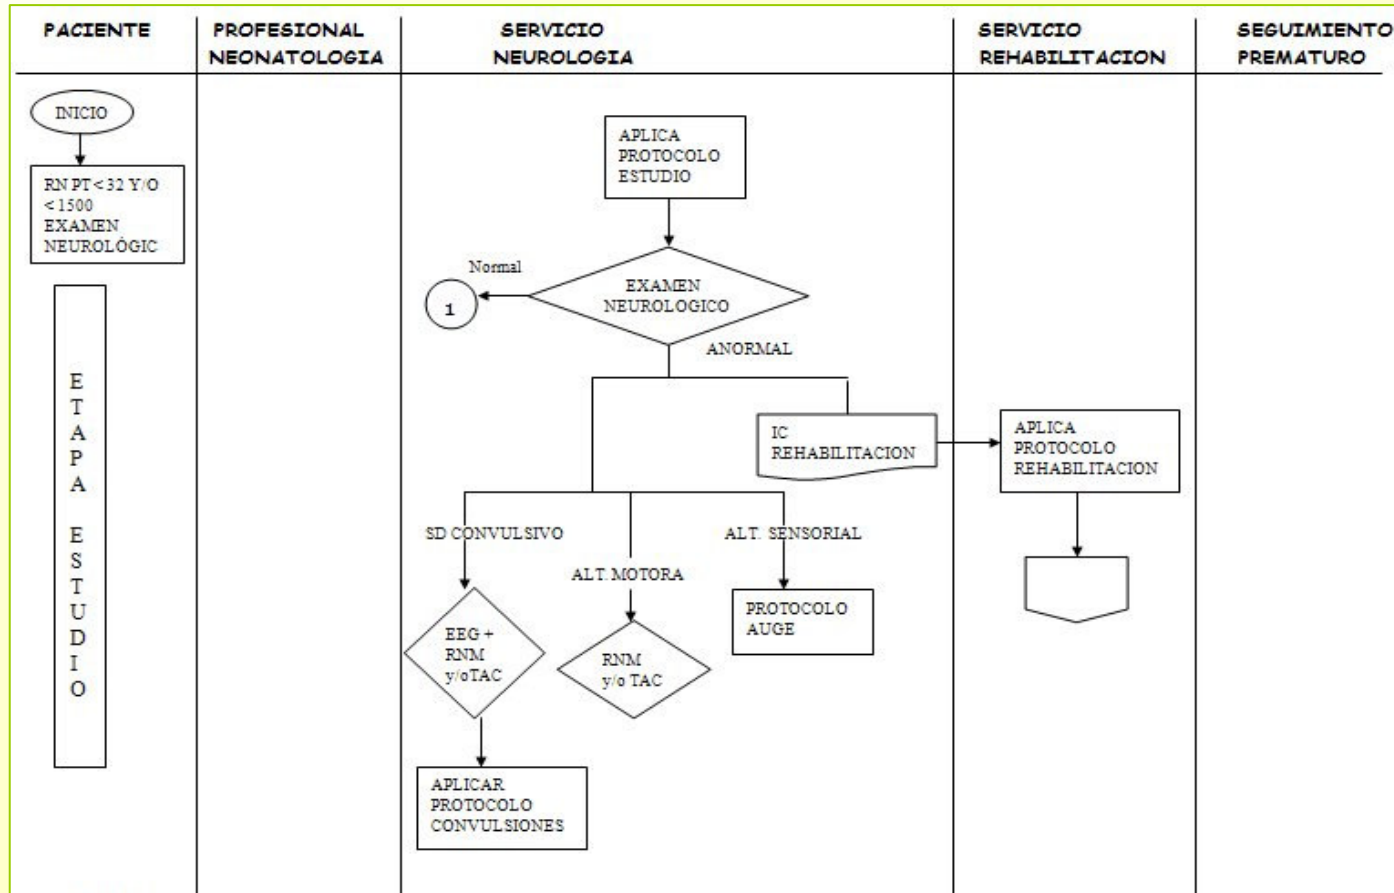 PACIENTE
PROFESIONAL
NEONATOLOGIA
SERVICIO
NEUROLOGIA
SERVICIO
REHABILITACION
SEGUIMIENTO
PREMATURO
INICIO
RN PT < 32 Y/O
< 1500
EXAMEN
NEUROLÓGIC
ETAPA ESTUDIO
APLICA
PROTOCOLO
ESTUDIO
Normal
1
EXAMEN
NEUROLOGICO
ANORMAL
IC
REHABILITACION
APLICA
PROTOCOLO
REHABILITACION
SD CONVULSIVO
ALT. MOTORA
ALT. SENSORIAL
EEG +
RNM
y/oTAC
RNM
y/o TAC
PROTOCOLO
AUGE
APLICAR
PROTOCOLO
CONVULSIONES